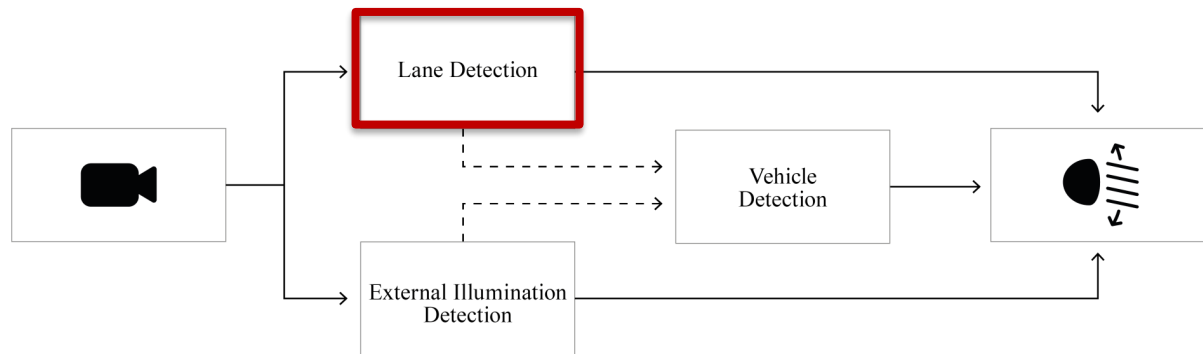 Lane Detection
Vehicle
Detection
External Illumination
Detection